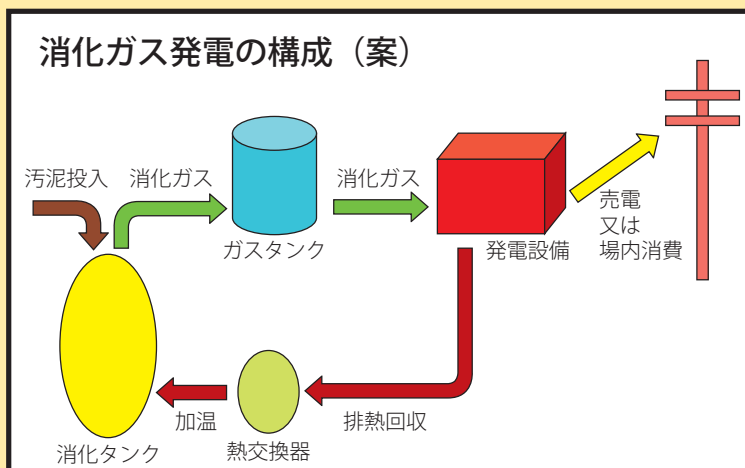 消化ガス発電の構成（案）
汚泥投入
消化ガス
消化ガス
ガスタンク
発電設備
売電
又は
場内消費
加温
排熱回収
消化タンク
熱交換器